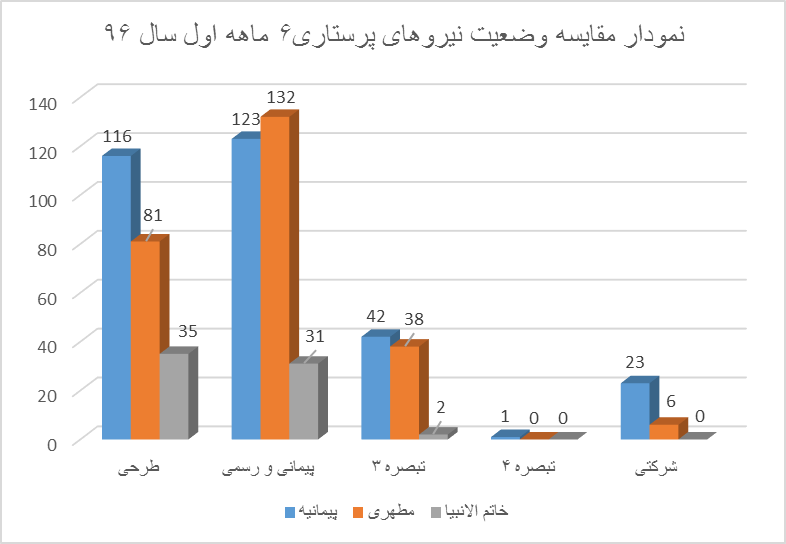 نمودار مقایسه وضعیت نیروهای پرستاری۶ ماهه اول سال ۹۶
140
120
100
80
60
40
20
0
116
81
35
123
132
31
42
38
2
1
0
0
23
6
0
طرحی
پیمانی و رسمی
تبصره ۳
تبصره ۴
شرکتی
پیمانیه
مطهری
خاتم الانبیا